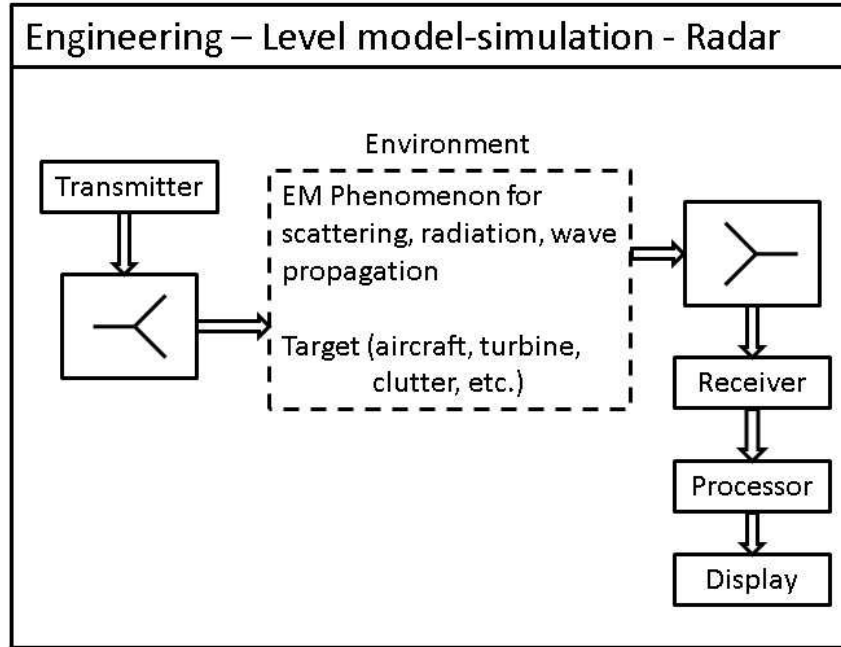 Engineering – Level model-simulation - Radar
Environment
Transmitter
EM Phenomenon for
scattering, radiation, wave
propagation
Target (aircraft, turbine,
clutter, etc.)
Receiver
Processor
Display